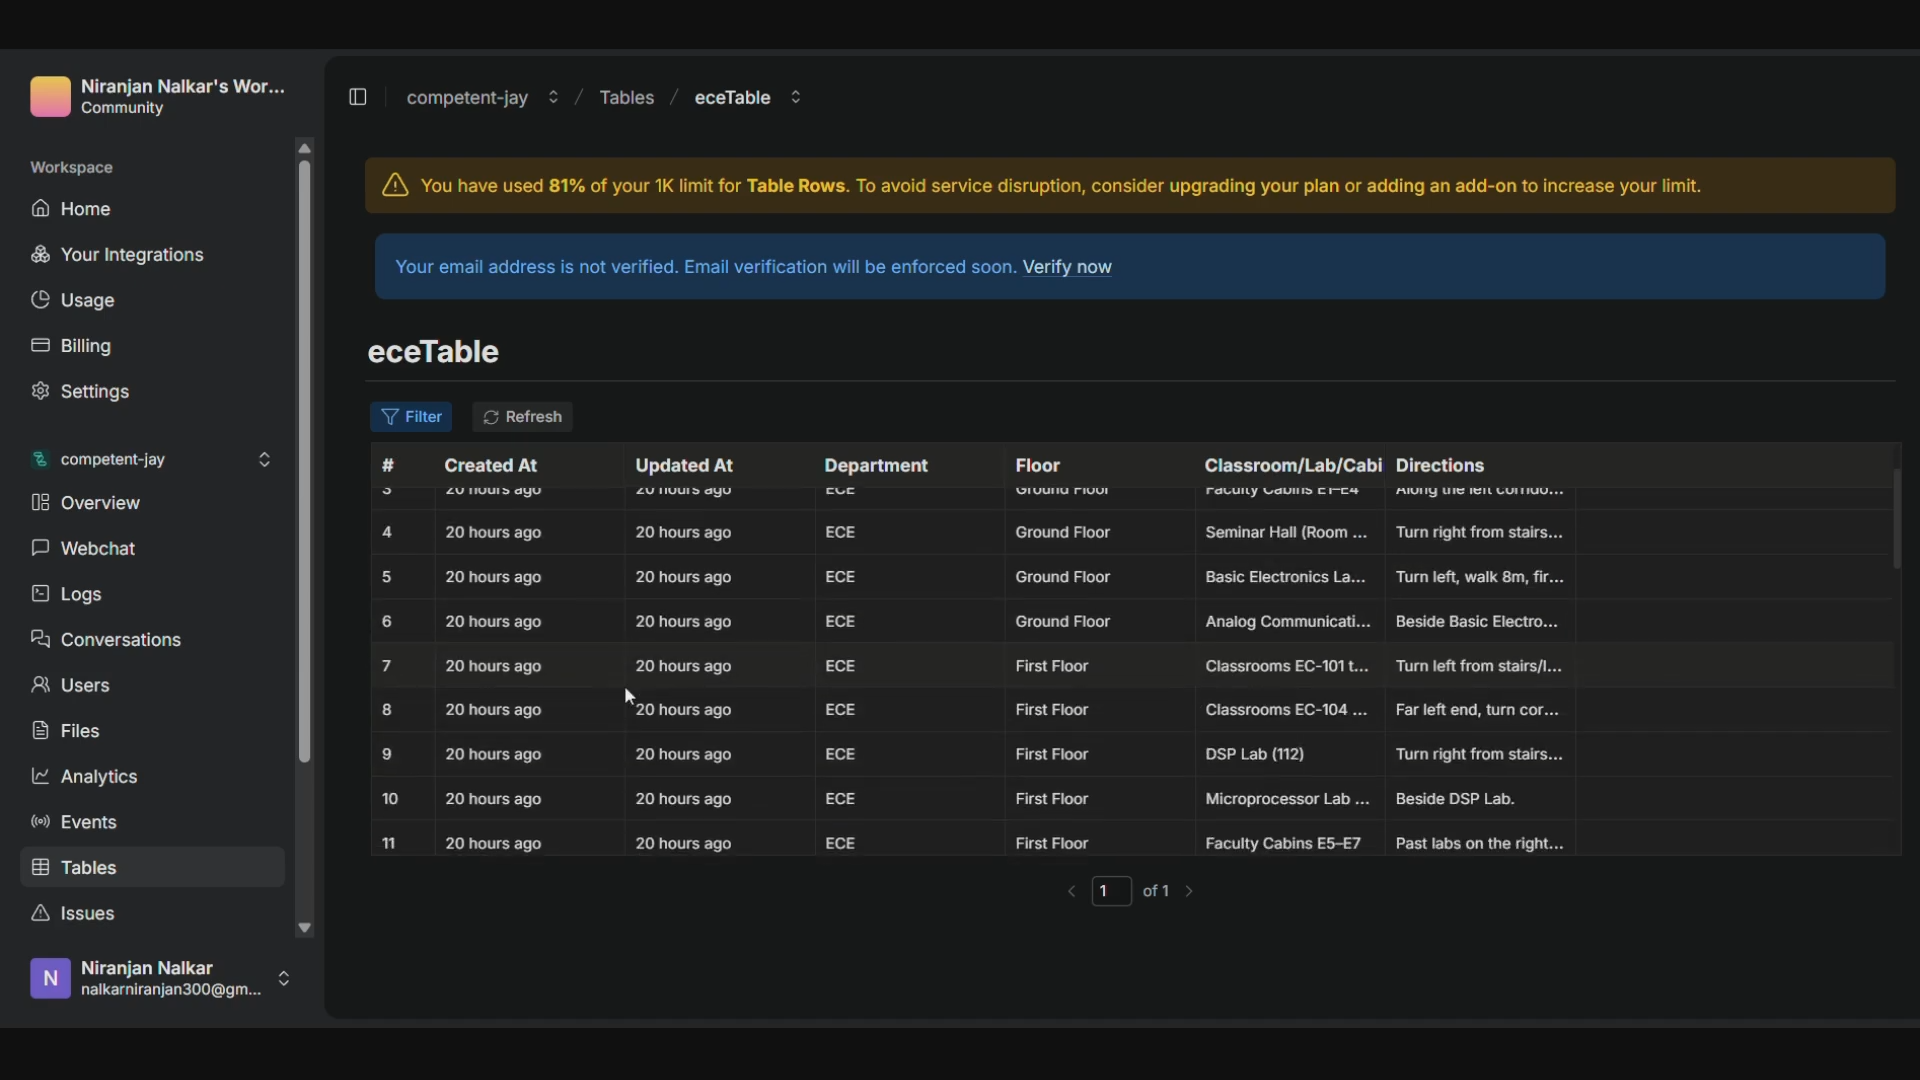 Niranjan Nalkar's Wor...
Community
competent-jay / Tables / eceTable
Workspace
Home
Your Integrations
Usage
Billing
Settings
competent-jay
Overview
Webchat
Logs
Conversations
Users
Files
Analytics
Events
Tables
Issues
N
Niranjan Nalkar
nalkarniranjan300@gm...
You have used 81% of your 1K limit for Table Rows. To avoid service disruption, consider upgrading your plan or adding an add-on to increase your limit.
Your email address is not verified. Email verification will be enforced soon. Verify now
eceTable
Filter Refresh
# Created At Updated At Department Floor Classroom/Lab/Cabi Directions
3 20 hours ago 20 hours ago ECE Ground Floor Faculty Cabins E1–E4 Along the left corrido...
4 20 hours ago 20 hours ago ECE Ground Floor Seminar Hall (Room ... Turn right from stairs...
5 20 hours ago 20 hours ago ECE Ground Floor Basic Electronics La... Turn left, walk 8m, fir...
6 20 hours ago 20 hours ago ECE Ground Floor Analog Communicati... Beside Basic Electro...
7 20 hours ago 20 hours ago ECE First Floor Classrooms EC-101 t... Turn left from stairs/l...
8 20 hours ago 20 hours ago ECE First Floor Classrooms EC-104 ... Far left end, turn cor...
9 20 hours ago 20 hours ago ECE First Floor DSP Lab (112) Turn right from stairs...
10 20 hours ago 20 hours ago ECE First Floor Microprocessor Lab ... Beside DSP Lab.
11 20 hours ago 20 hours ago ECE First Floor Faculty Cabins E5–E7 Past labs on the right...
1 of 1